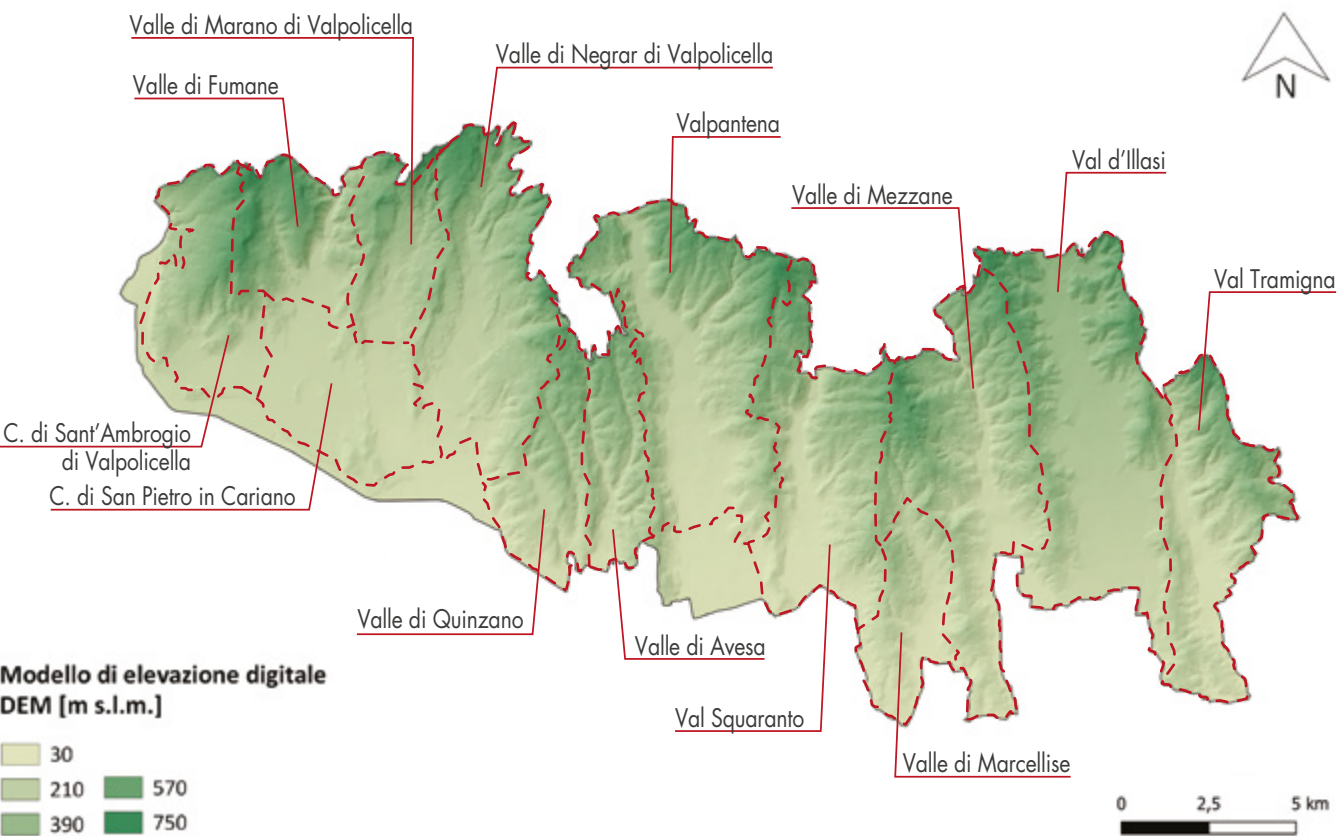 Valle di Marano di Valpolicella
Valle di Negrar di Valpolicella
Valle di Fumane
N
Valpantena
Val d'Illasi
Valle di Mezzane
Val Tramigna
C. di Sant'Ambrogio
di Valpolicella
C. di San Pietro in Cariano
Valle di Quinzano
Valle di Avesa
Val Squaranto
Valle di Marcellise
Modello di elevazione digitale
DEM [m s.l.m.]
30
210 570
390 750
0 2,5 5 km